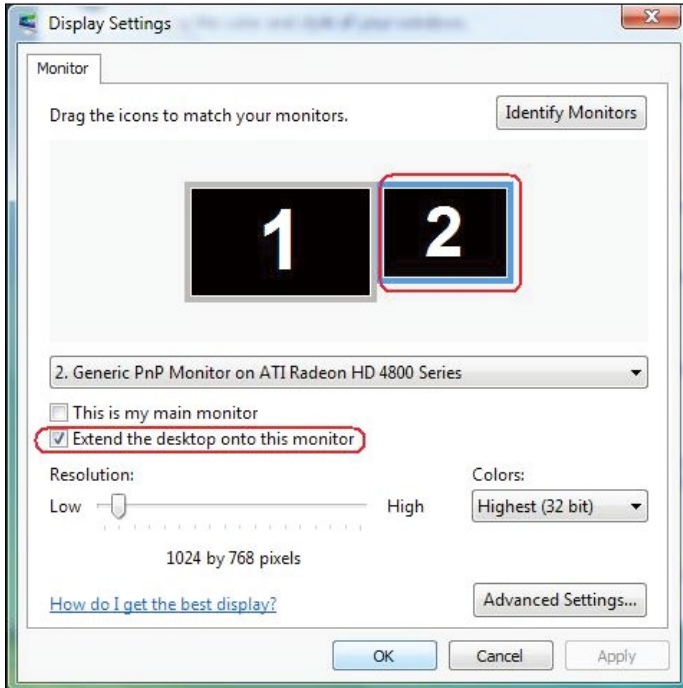 Display Settings
Monitor
Drag the icons to match your monitors.
Identify Monitors
1
2
2. Generic PnP Monitor on ATI Radeon HD 4800 Series
This is my main monitor
Extend the desktop onto this monitor
Resolution:
Colors:
Low
High
Highest (32 bit)
1024 by 768 pixels
How do I get the best display?
Advanced Settings...
OK
Cancel
Apply